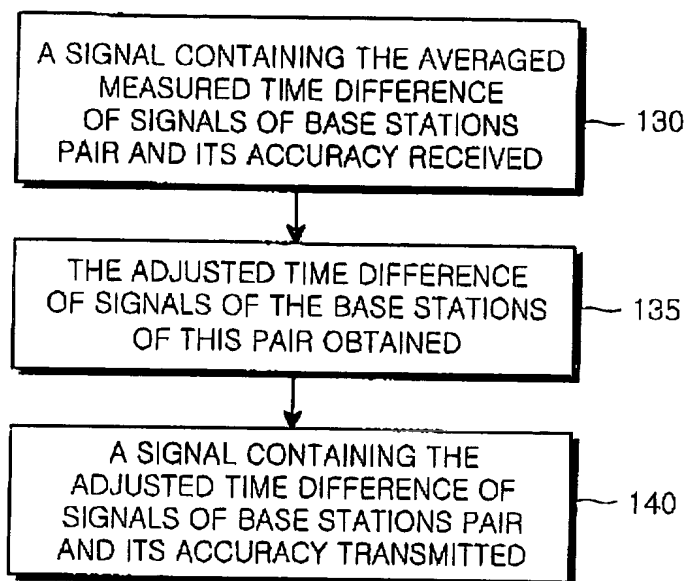 A SIGNAL CONTAINING THE AVERAGED
MEASURED TIME DIFFERENCE
OF SIGNALS OF BASE STATIONS
PAIR AND ITS ACCURACY RECEIVED
130
THE ADJUSTED TIME DIFFERENCE
OF SIGNALS OF THE BASE STATIONS
OF THIS PAIR OBTAINED
135
A SIGNAL CONTAINING THE
ADJUSTED TIME DIFFERENCE OF
SIGNALS OF BASE STATIONS PAIR
AND ITS ACCURACY TRANSMITTED
140